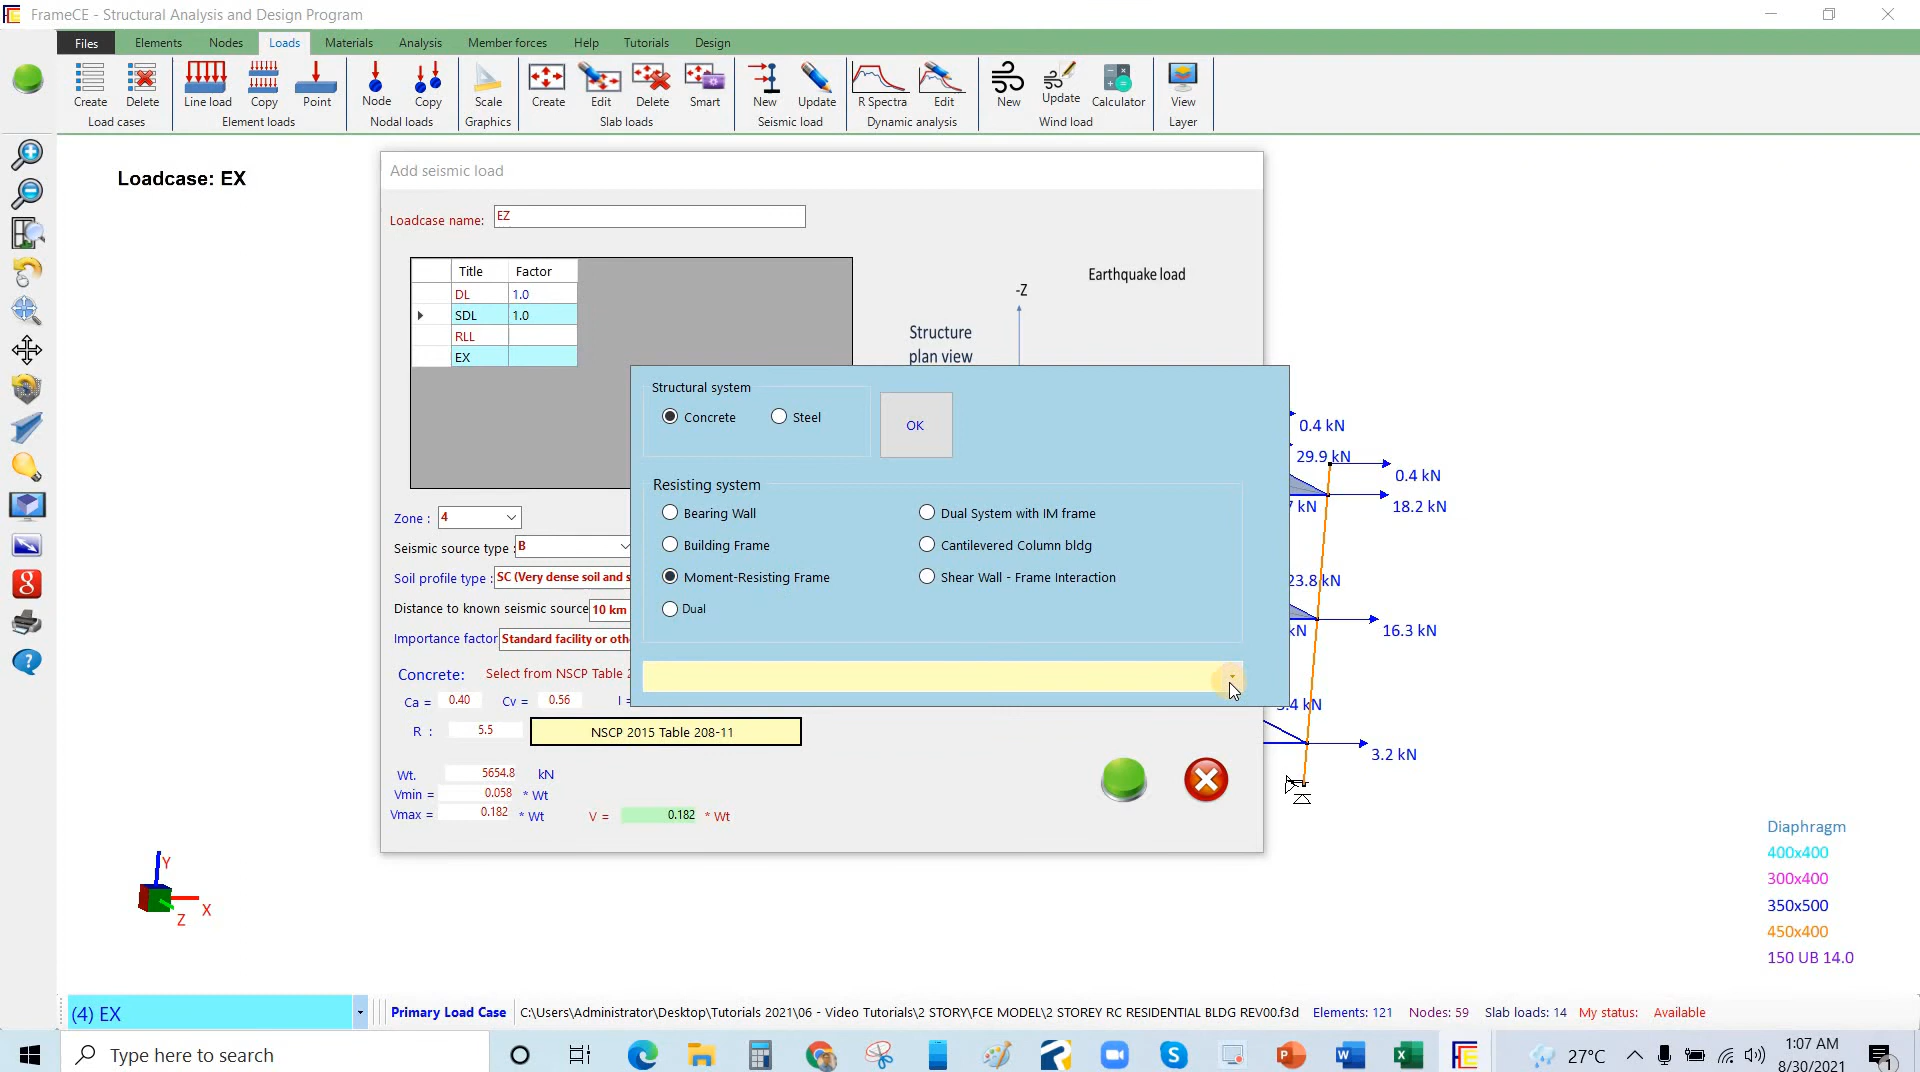 FrameCE - Structural Analysis and Design Program
Files Elements Nodes Loads Materials Analysis Member forces Help Tutorials Design
Create Delete Line load Copy Point Node Copy Scale Create Edit Delete Smart New Update R Spectra Edit New Update Calculator View
Load cases Element loads Nodal loads Graphics Slab loads Seismic load Dynamic analysis Wind load Layer
Loadcase: EX
Add seismic load
Loadcase name: EZ
Title Factor
DL 1.0
SDL 1.0
RLL
EX
Earthquake load
-Z
Structure
plan view
Structural system
Concrete Steel
OK
Resisting system
Bearing Wall Dual System with IM frame
Building Frame Cantilevered Column bldg
Moment-Resisting Frame Shear Wall - Frame Interaction
Dual
Zone : 4
Seismic source type : B
Soil profile type : SC (Very dense soil and s
Distance to known seismic source 10 km
Importance factor Standard facility or oth
Concrete: Select from NSCP Table 2
Ca = 0.40 Cv = 0.56 I =
R : 5.5 NSCP 2015 Table 208-11
Wt. 5654.8 kN
Vmin = 0.058 * Wt
Vmax = 0.182 * Wt V = 0.182 * Wt
0.4 kN
29.9 kN
0.4 kN
kN 18.2 kN
23.8 kN
kN 16.3 kN
.4 kN
3.2 kN
Y
X
Z
Diaphragm
400x400
300x400
350x500
450x400
150 UB 14.0
(4) EX Primary Load Case C:\Users\Administrator\Desktop\Tutorials 2021\06 - Video Tutorials\2 STORY\FCE MODEL\2 STOREY RC RESIDENTIAL BLDG REV00.f3d Elements: 121 Nodes: 59 Slab loads: 14 My status: Available
Type here to search 27°C 1:07 AM
8/30/2021 1